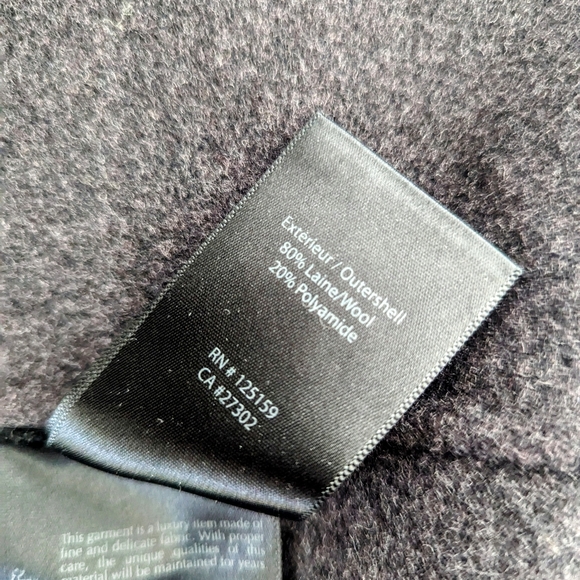 Extérieur / Outershell
80% Laine/Wool
20% Polyamide
RN # 125159
CA #27302
This garment is a luxury item made of
fine and delicate fabric. With proper
care, the unique qualities of this
material will be maintained for years